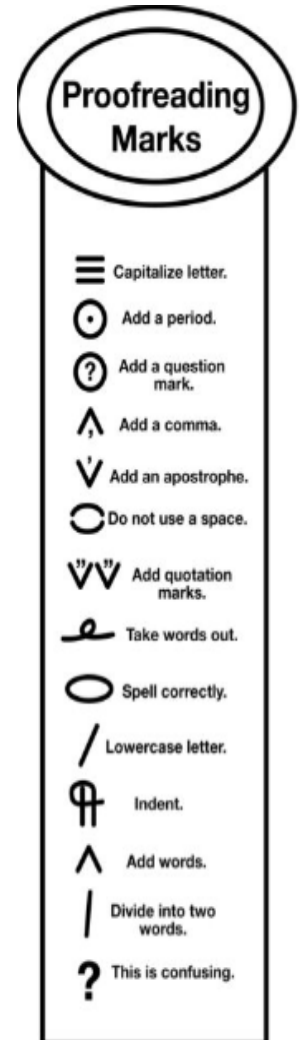 Proofreading
Marks
Capitalize letter.
Add a period.
? Add a question
mark.
, Add a comma.
' Add an apostrophe.
Do not use a space.
" " Add quotation
marks.
Take words out.
Spell correctly.
/ Lowercase letter.
Indent.
Add words.
| Divide into two
words.
? This is confusing.